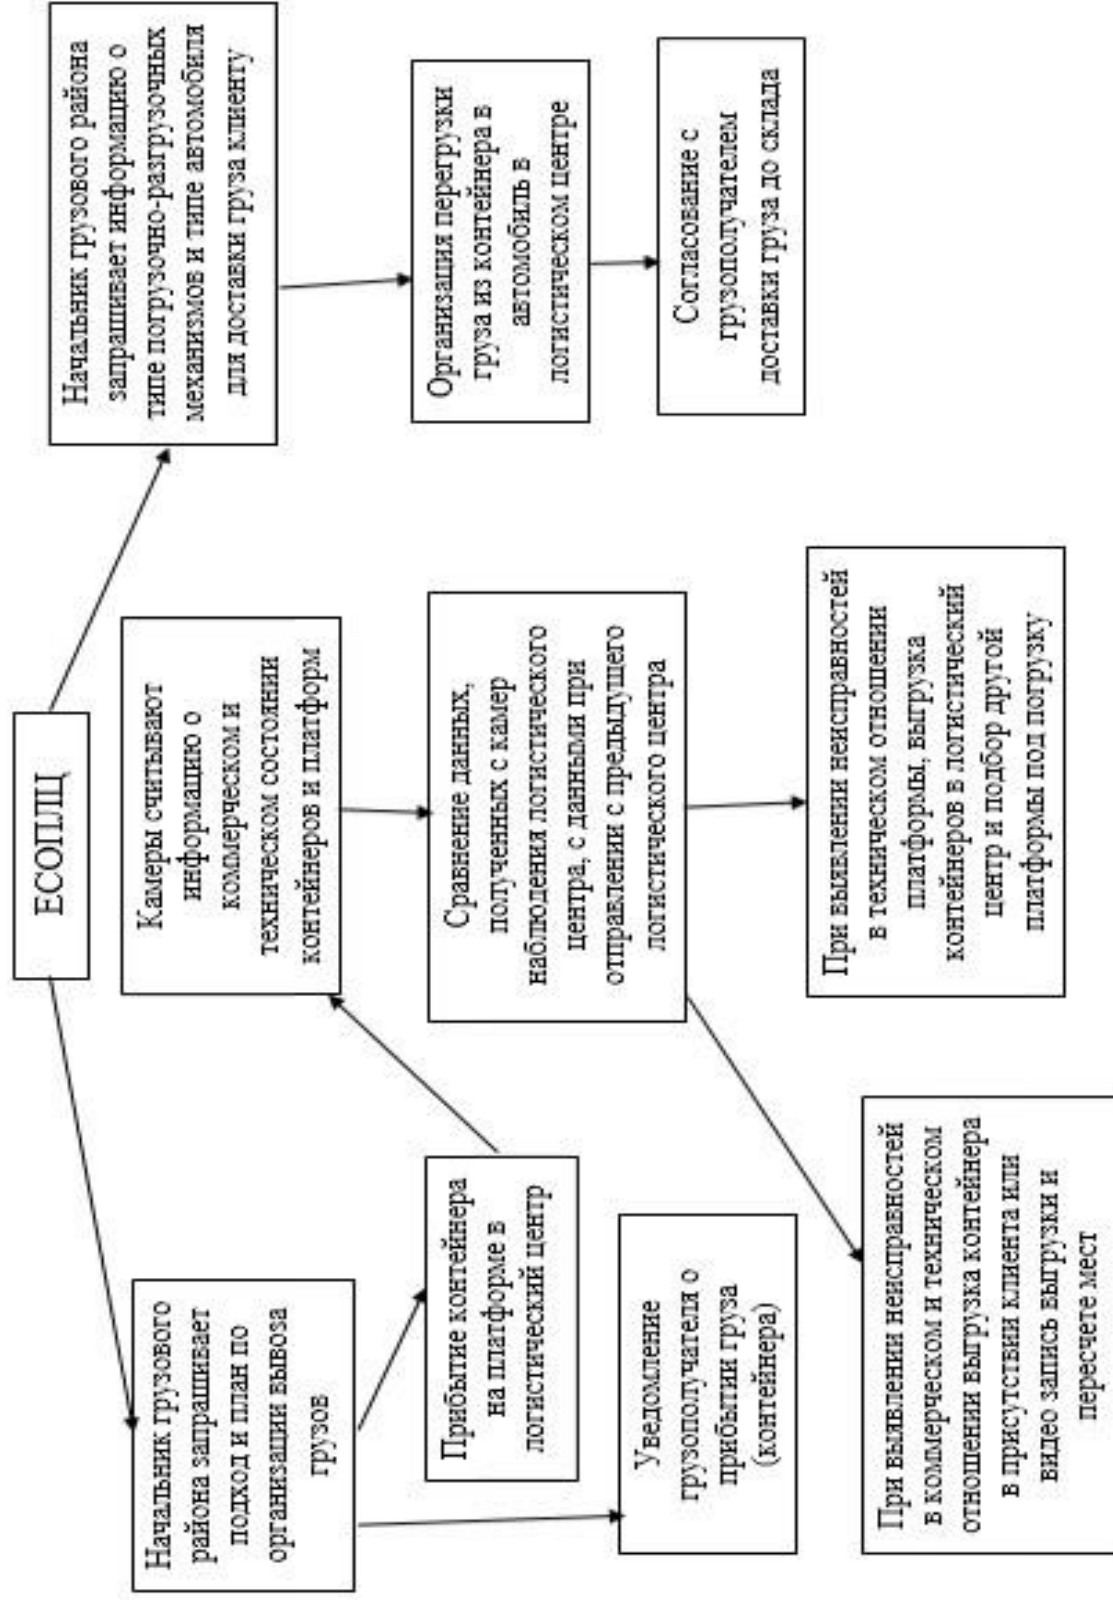 ЕСОПЛЦ
Начальник грузового
района запрашивает
подход и план по
организации вывоза
грузов
Камеры считывают
информацию о
коммерческом и
техническом состоянии
контейнеров и платформ
Начальник грузового района
запрашивает информацию о
типе погрузочно-разгрузочных
механизмов и типе автомобиля
для доставки груза клиенту
Прибытие контейнера
на платформе в
логистический центр
Сравнение данных,
полученных с камер
наблюдения логистического
центра, с данными при
отправлении с предыдущего
логистического центра
Организация перегрузки
груза из контейнера в
автомобиль в
логистическом центре
Уведомление
грузополучателя о
прибытии груза
(контейнера)
Согласование с
грузополучателем
доставки груза до склада
При выявлении неисправностей
в коммерческом и техническом
отношении выгрузка контейнера
в присутствии клиента или
видео запись выгрузки и
пересчете мест
При выявлении неисправностей
в техническом отношении
платформы, выгрузка
контейнеров в логистический
центр и подбор другой
платформы под погрузку